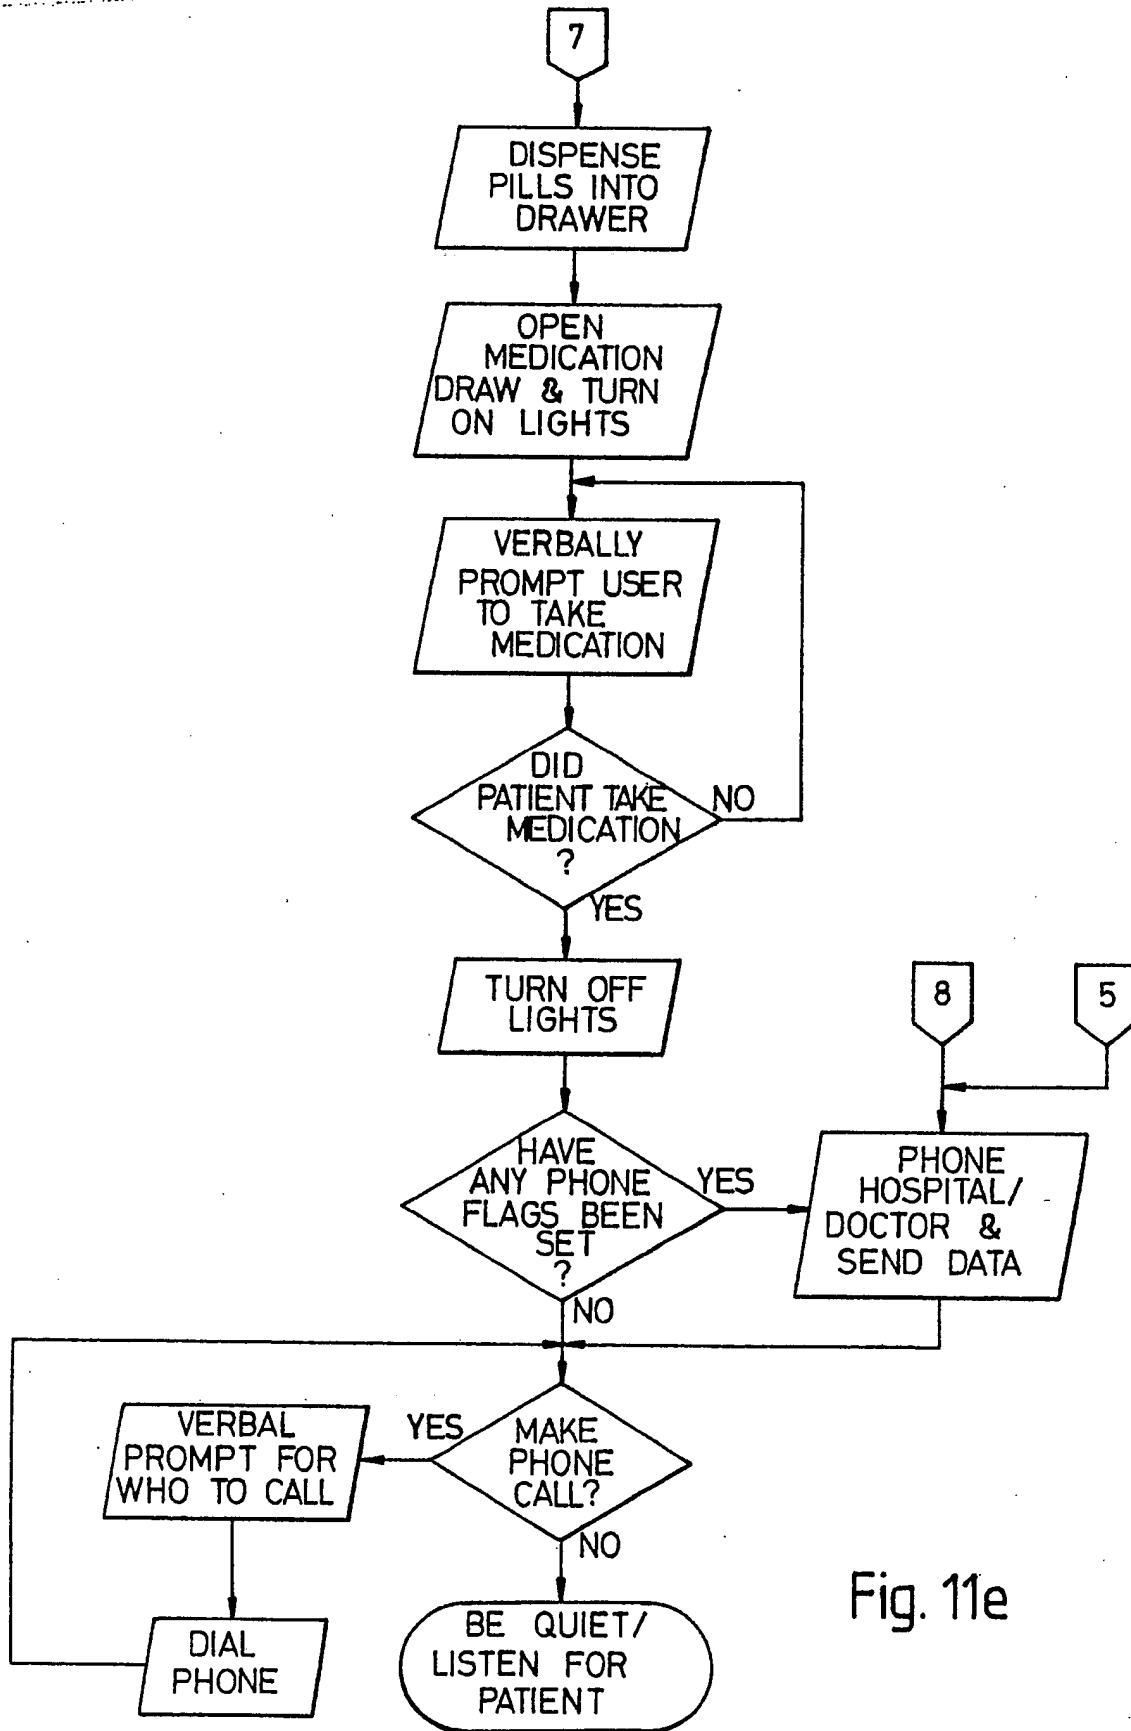 7
DISPENSE
PILLS INTO
DRAWER
OPEN
MEDICATION
DRAW & TURN
ON LIGHTS
VERBALLY
PROMPT USER
TO TAKE
MEDICATION
DID
PATIENT TAKE
MEDICATION
?
NO
YES
TURN OFF
LIGHTS
8
5
HAVE
ANY PHONE
FLAGS BEEN
SET
?
YES
NO
PHONE
HOSPITAL/
DOCTOR &
SEND DATA
MAKE
PHONE
CALL?
YES
NO
VERBAL
PROMPT FOR
WHO TO CALL
DIAL
PHONE
BE QUIET/
LISTEN FOR
PATIENT
Fig. 11e